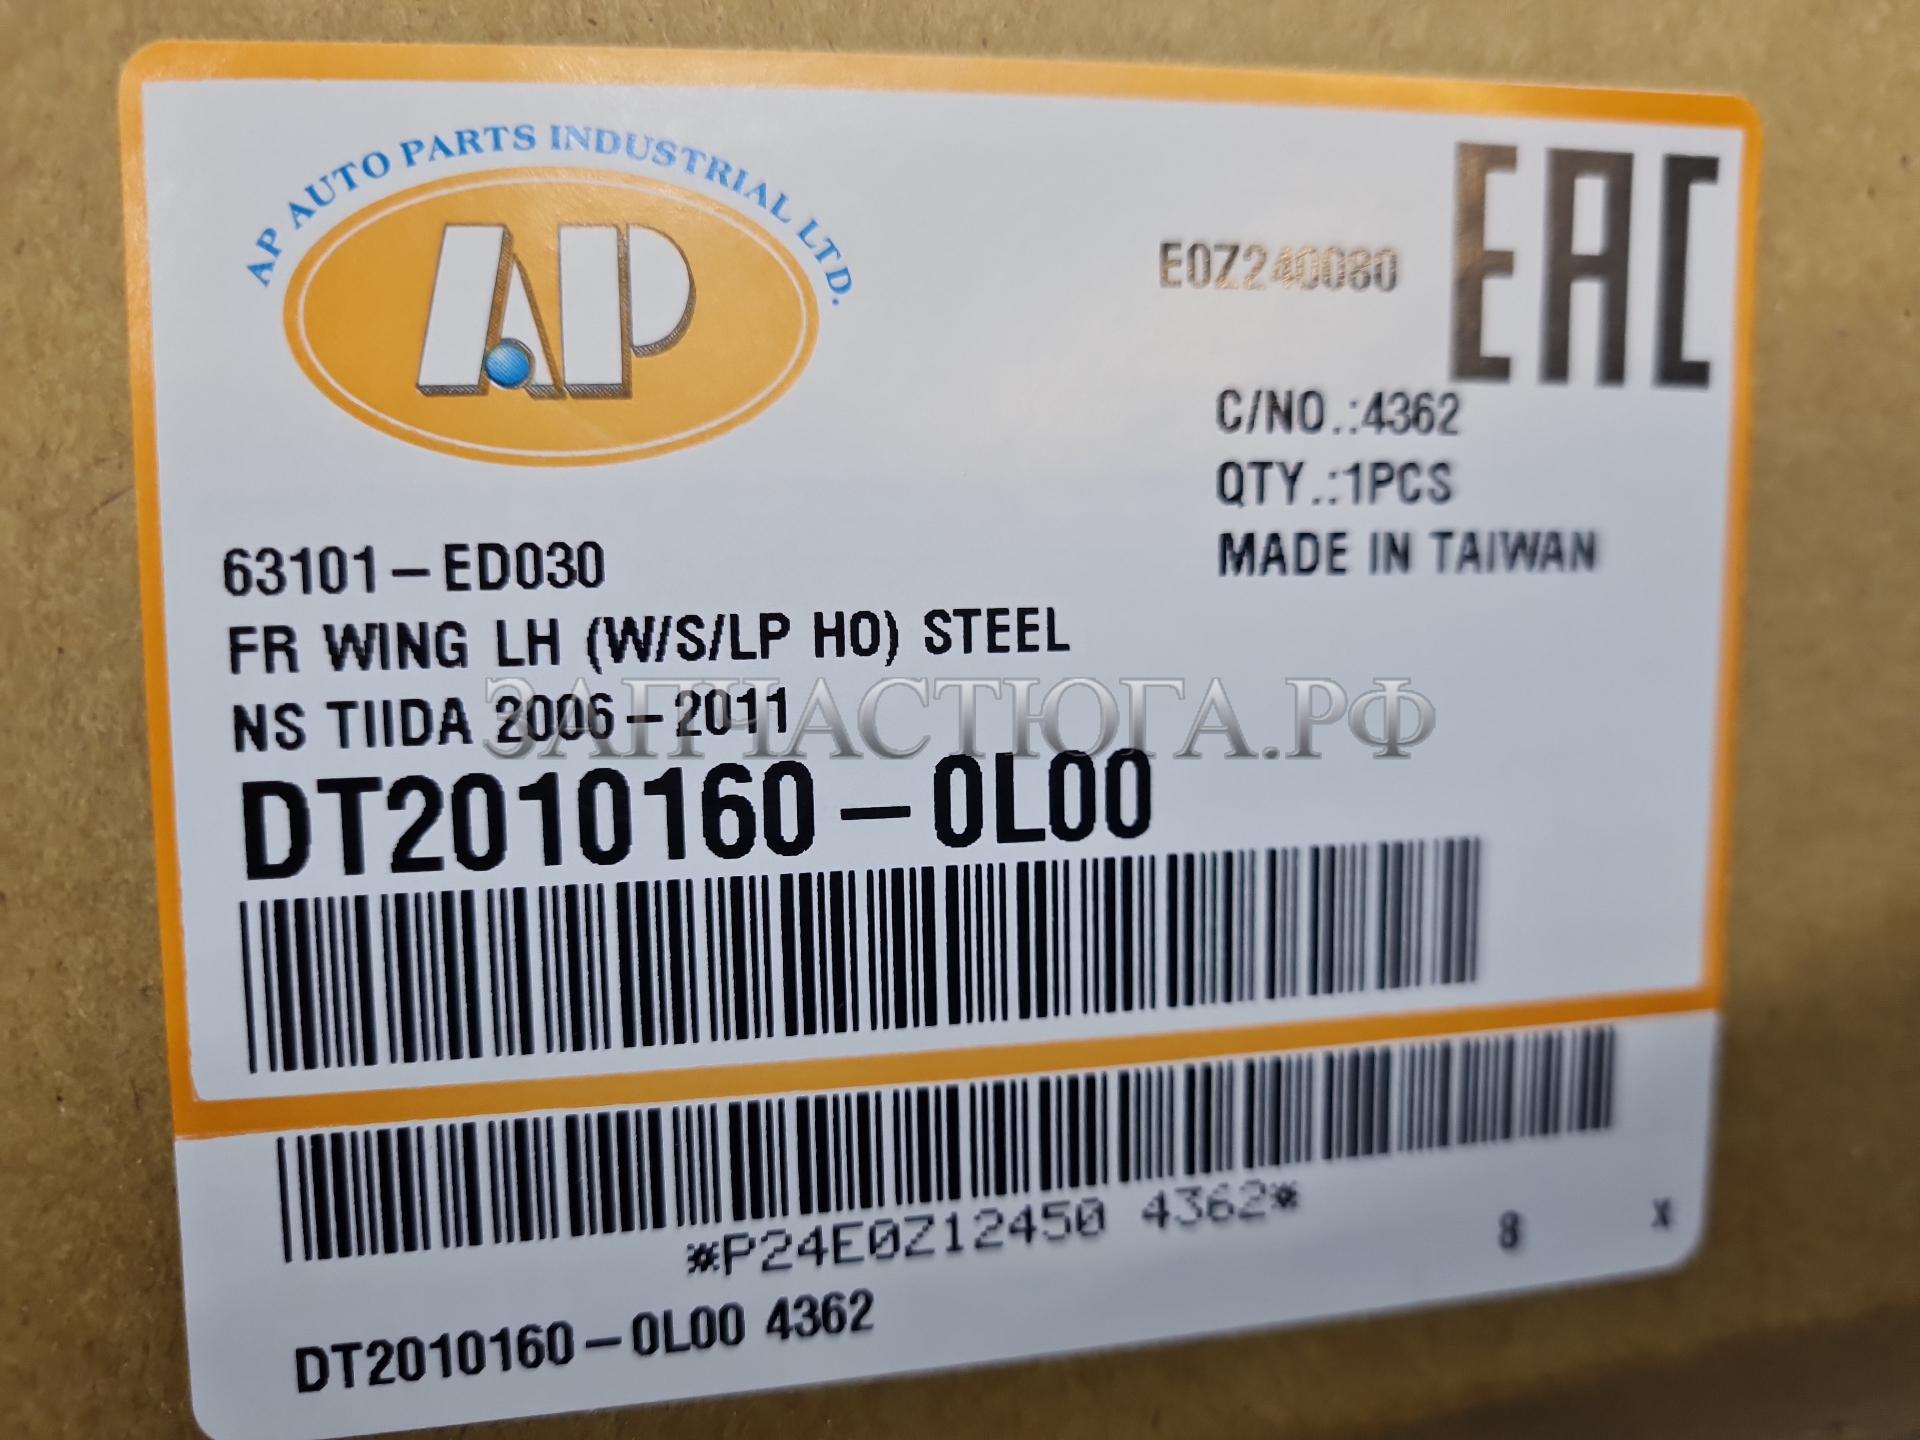 AP AUTO PARTS INDUSTRIAL LTD.
AP
EAC
E0Z240080
C/NO.:4362
QTY.:1PCS
MADE IN TAIWAN
63101-ED030
FR WING LH (W/S/LP HO) STEEL
NS TIIDA 2006-2011
ЗАПЧАСТЮГА.РФ
DT2010160-0L00
*P24E0Z12450 4362*
8 x
DT2010160-0L00 4362